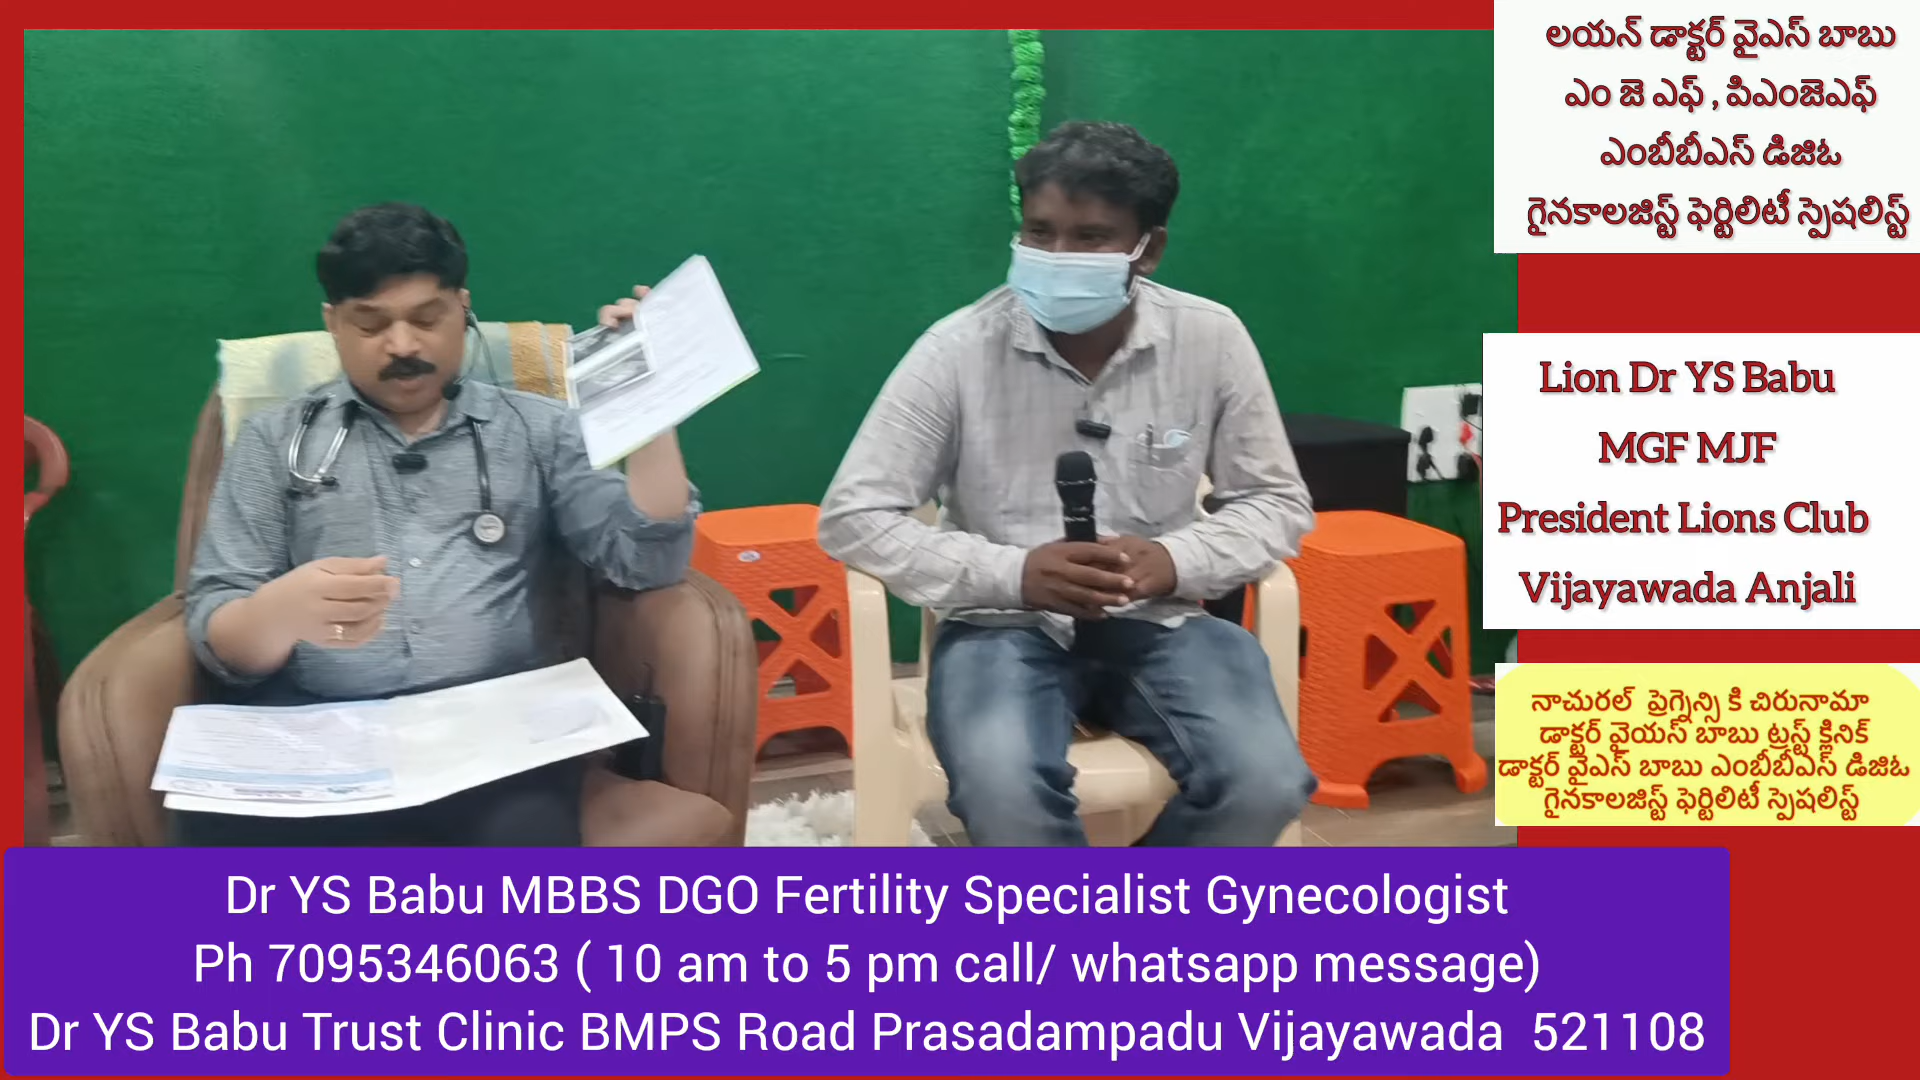 లయన్ డాక్టర్ వైఎస్ బాబు
ఎం జె ఎఫ్ , పిఎంజెఎఫ్
ఎంబీబీఎస్ డిజిఓ
గైనకాలజిస్ట్ ఫెర్టిలిటీ స్పెషలిస్ట్
Lion Dr YS Babu
MGF MJF
President Lions Club
Vijayawada Anjali
నాచురల్ ప్రెగ్నెన్సి కి చిరునామా
డాక్టర్ వైయస్ బాబు ట్రస్ట్ క్లినిక్
డాక్టర్ వైఎస్ బాబు ఎంబీబీఎస్ డిజిఓ
గైనకాలజిస్ట్ ఫెర్టిలిటీ స్పెషలిస్ట్
Dr YS Babu MBBS DGO Fertility Specialist Gynecologist
Ph 7095346063 ( 10 am to 5 pm call/ whatsapp message)
Dr YS Babu Trust Clinic BMPS Road Prasadampadu Vijayawada 521108